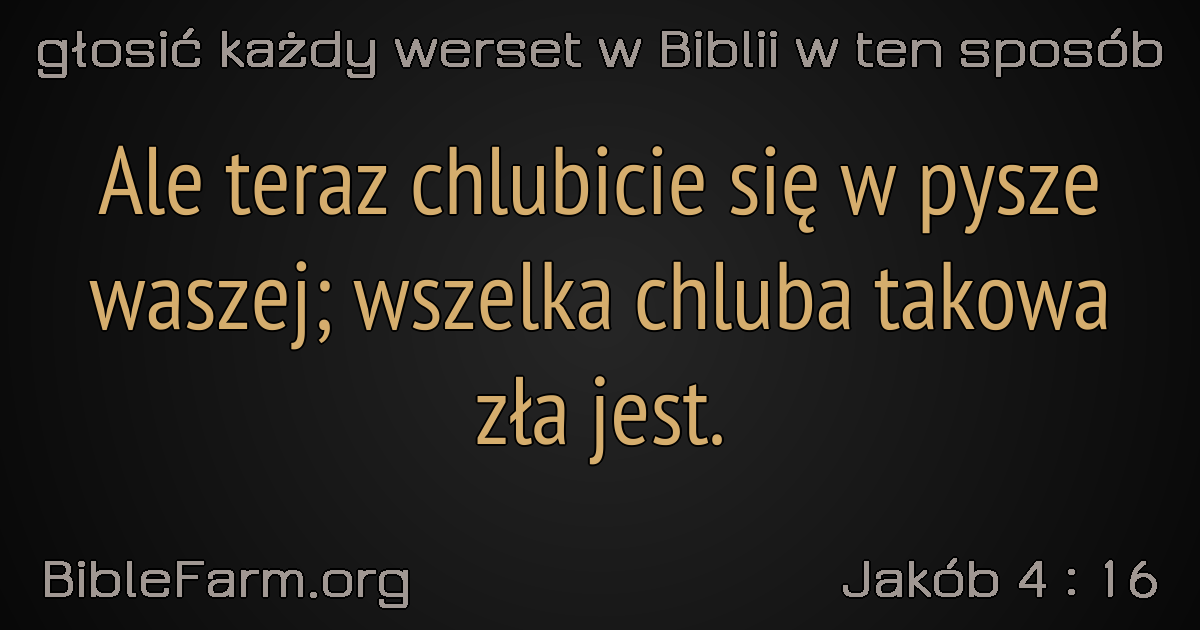 głosić każdy werset w Biblii w ten sposób
Ale teraz chlubicie się w pysze
waszej; wszelka chluba takowa
zła jest.
BibleFarm.org
Jakób 4 : 16